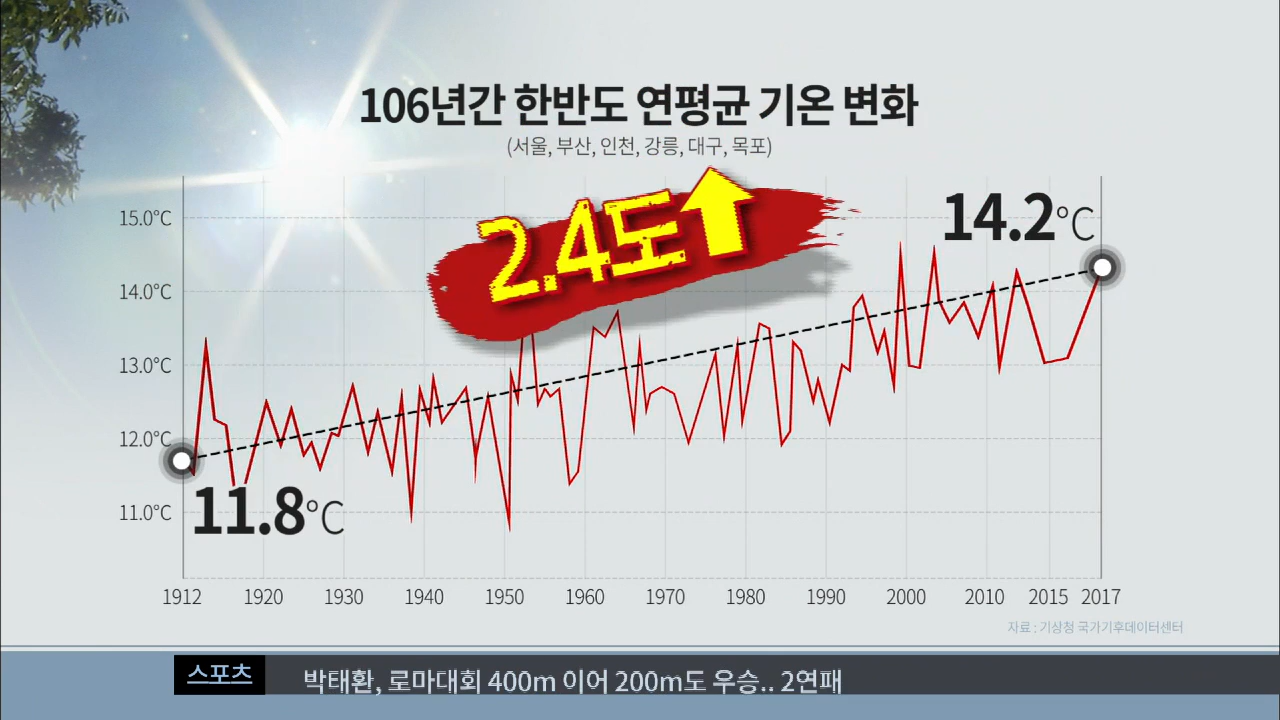 106년간 한반도 연평균 기온 변화
(서울, 부산, 인천, 강릉, 대구, 목포)
2.4도
14.2°C
15.0°C
14.0°C
13.0°C
12.0°C
11.0°C
11.8°C
1912 1920 1930 1940 1950 1960 1970 1980 1990 2000 2010 2015 2017
자료 : 기상청 국가기후데이터센터
스포츠 박태환, 로마대회 400m 이어 200m도 우승.. 2연패